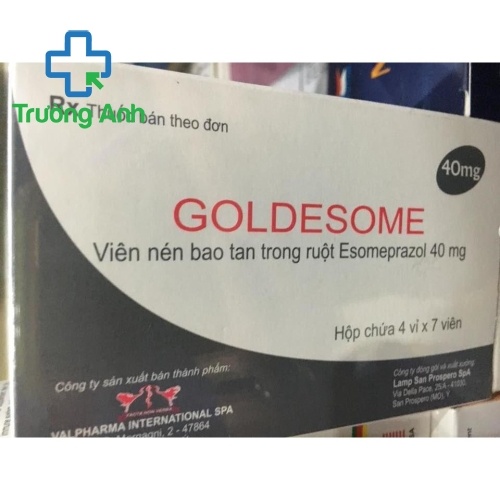 Rx Thuốc bán theo đơn
Trường Anh
40mg
GOLDESOME
Viên nén bao tan trong ruột Esomeprazol 40 mg
Hộp chứa 4 vỉ x 7 viên
Công ty sản xuất bán thành phẩm:
VALPHARMA INTERNATIONAL SPA
2 - 47864
Công ty đóng gói và xuất xưởng:
Lamp San Prospero SpA
Via Della Pace, 25/A - 41030,
San Prospero (MO), Ý